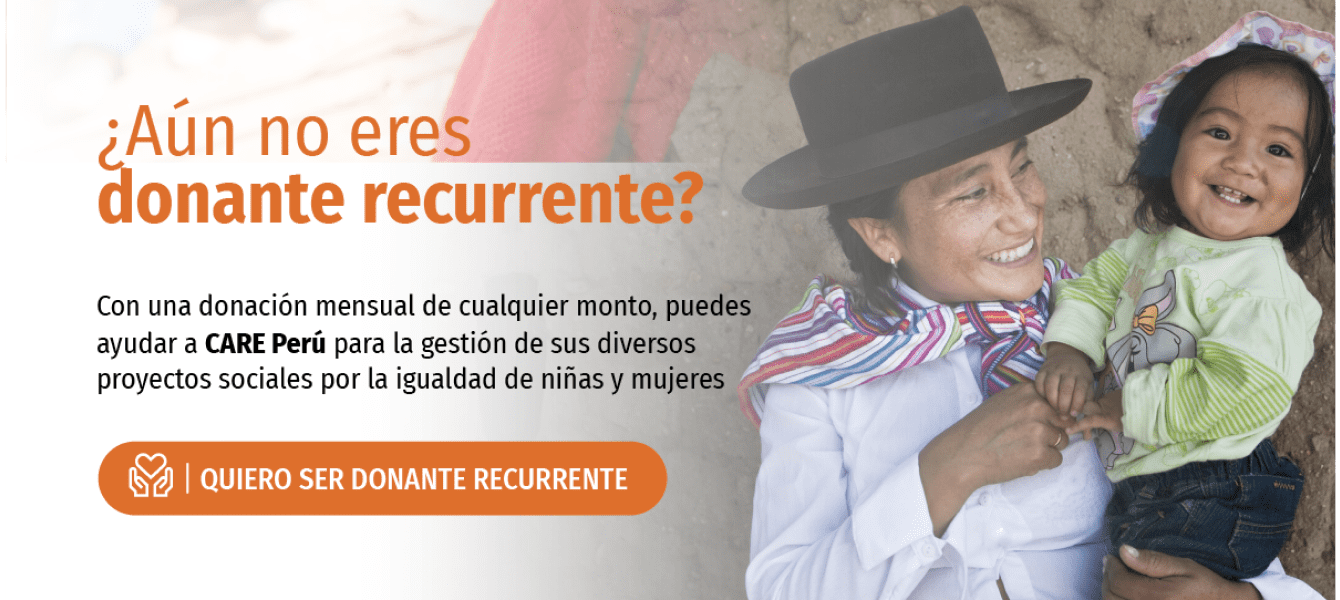 ¿Aún no eres
donante recurrente?
Con una donación mensual de cualquier monto, puedes
ayudar a CARE Perú para la gestión de sus diversos
proyectos sociales por la igualdad de niñas y mujeres
| QUIERO SER DONANTE RECURRENTE